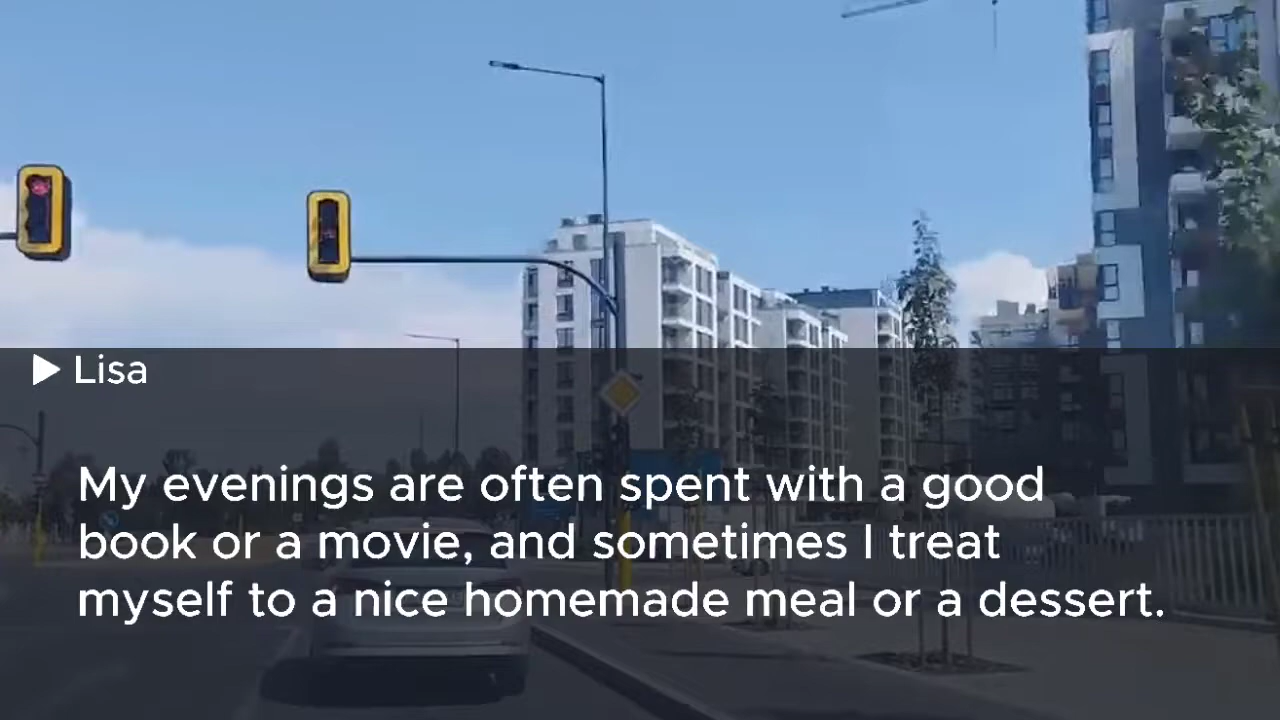 Lisa
My evenings are often spent with a good
book or a movie, and sometimes I treat
myself to a nice homemade meal or a dessert.